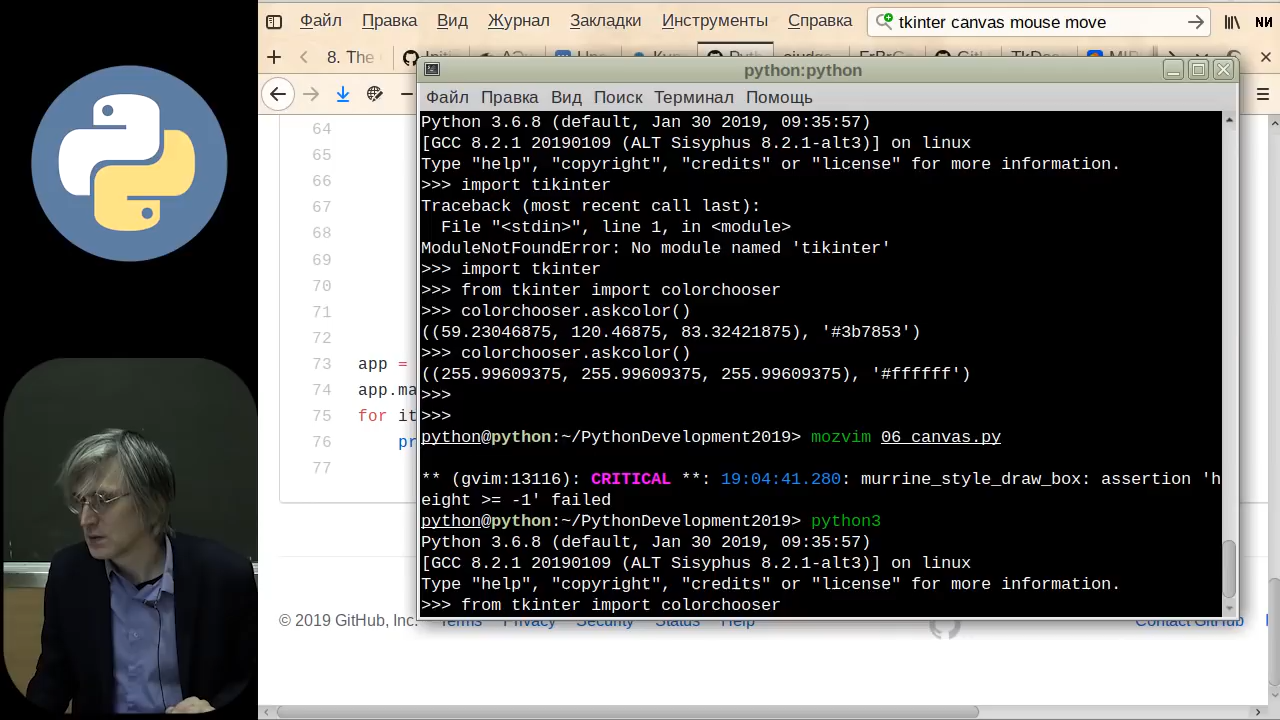 Файл Правка Вид Журнал Закладки Инструменты Справка
tkinter canvas mouse move
8. The
python:python
Файл Правка Вид Поиск Терминал Помощь
64
65
66
67
68
69
70
71
72
73 app =
74 app.ma
75 for it
76 pr
77
Python 3.6.8 (default, Jan 30 2019, 09:35:57)
[GCC 8.2.1 20190109 (ALT Sisyphus 8.2.1-alt3)] on linux
Type "help", "copyright", "credits" or "license" for more information.
>>> import tikinter
Traceback (most recent call last):
File "<stdin>", line 1, in <module>
ModuleNotFoundError: No module named 'tikinter'
>>> import tkinter
>>> from tkinter import colorchooser
>>> colorchooser.askcolor()
((59.23046875, 120.46875, 83.32421875), '#3b7853')
>>> colorchooser.askcolor()
((255.99609375, 255.99609375, 255.99609375), '#ffffff')
>>>
>>>
python@python:~/PythonDevelopment2019> mozvim 06_canvas.py
** (gvim:13116): CRITICAL **: 19:04:41.280: murrine_style_draw_box: assertion 'h
eight >= -1' failed
python@python:~/PythonDevelopment2019> python3
Python 3.6.8 (default, Jan 30 2019, 09:35:57)
[GCC 8.2.1 20190109 (ALT Sisyphus 8.2.1-alt3)] on linux
Type "help", "copyright", "credits" or "license" for more information.
>>> from tkinter import colorchooser
© 2019 GitHub, Inc. Terms Privacy Security Status Help Contact GitHub